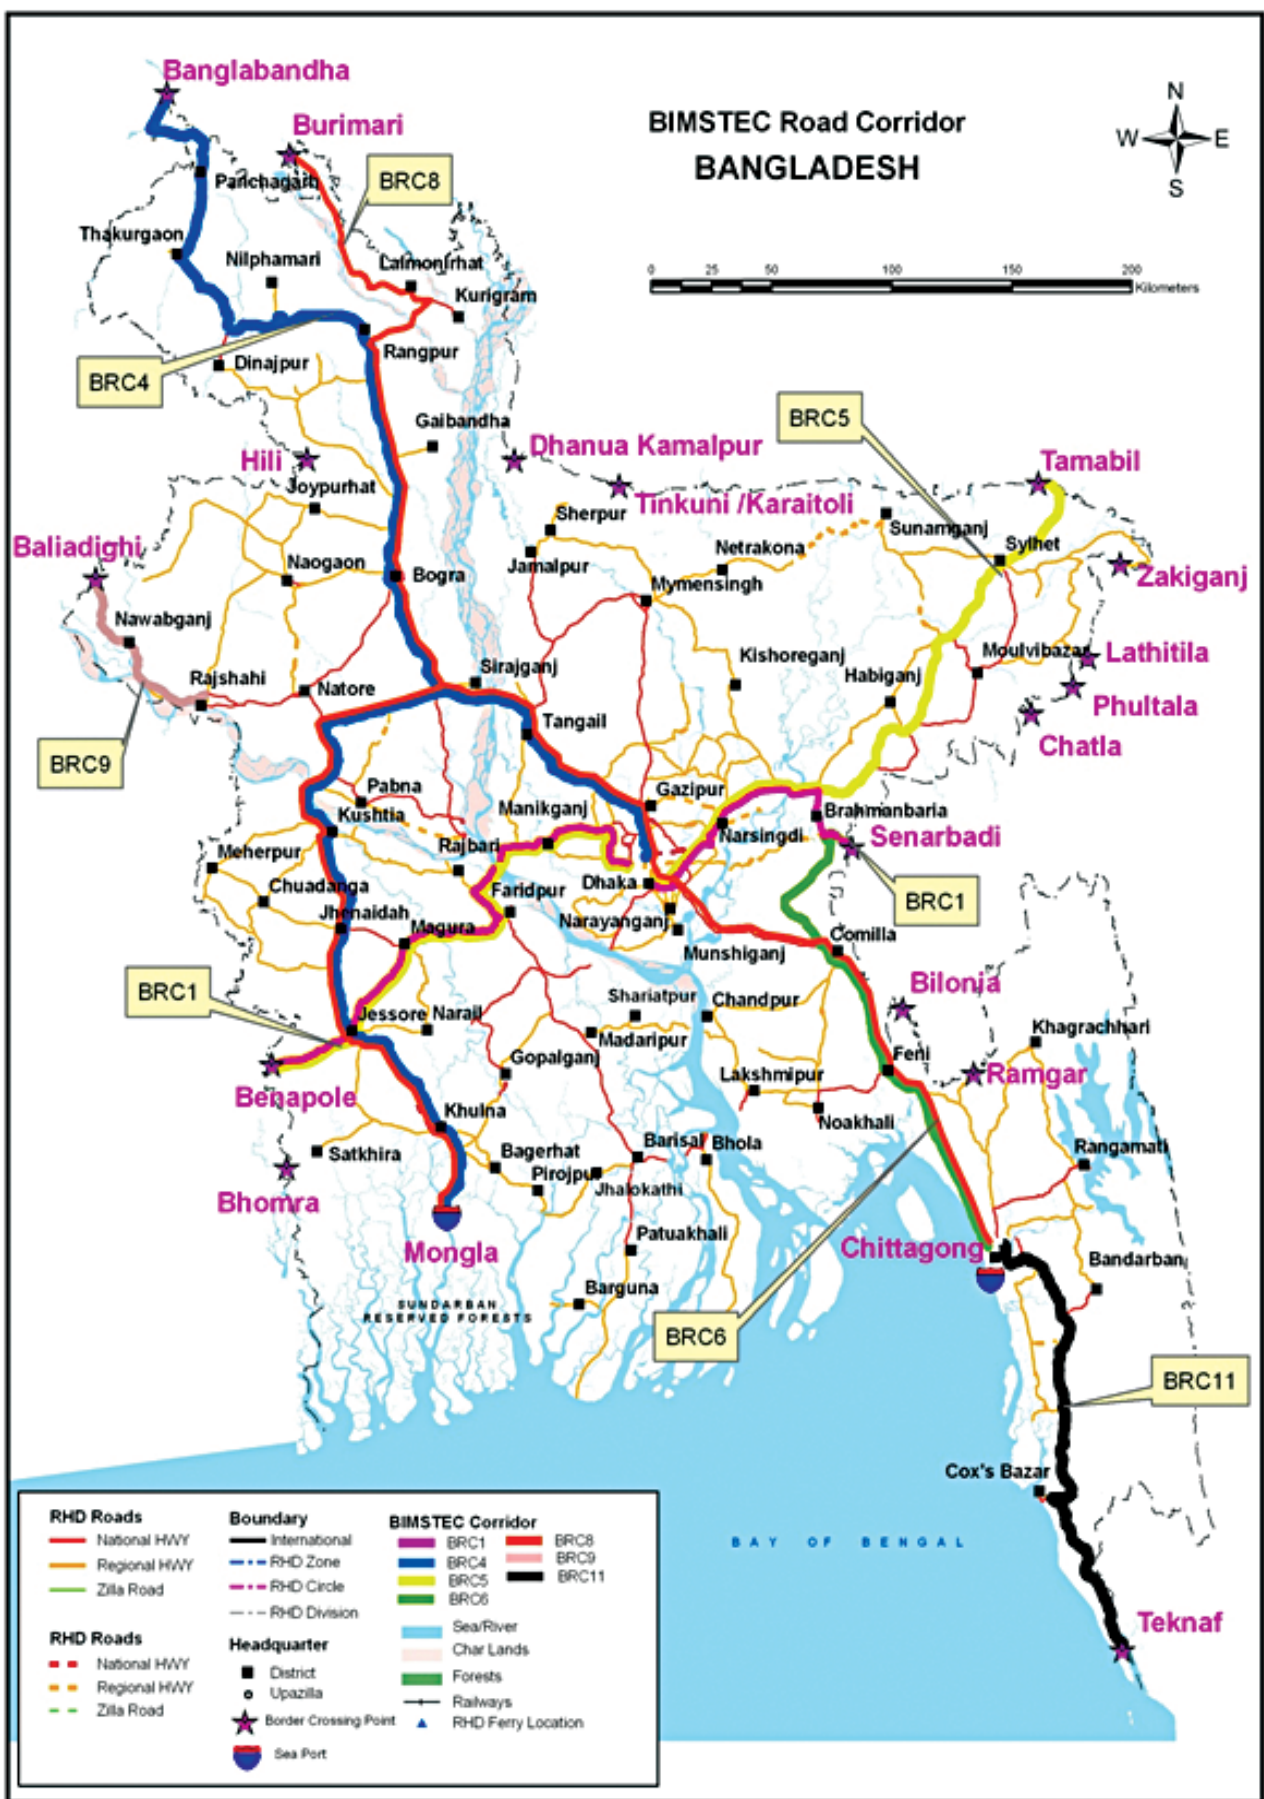 Banglabandha
Burimari
BIMSTEC Road Corridor
BANGLADESH
N
W
E
S
BRC8
Panchagarh
Thakurgaon
Nilphamari
Lalmonirhat
Kurigram
0 25 50 100 150 200
Kilometers
Rangpur
Dinajpur
BRC4
Gaibandha
BRC5
Hili
Dhanua Kamalpur
Tamabil
Joypurhat
Tinkuni /Karaitoli
Sherpur
Sunamganj
Sylhet
Baliadighi
Netrakona
Jamalpur
Naogaon
Bogra
Mymensingh
Zakiganj
Nawabganj
Kishoreganj
Moulvibazar
Lathitila
Sirajganj
Habiganj
Rajshahi
Natore
Phultala
Tangail
Chatla
BRC9
Pabna
Gazipur
Manikganj
Kushtia
Brahmanbaria
Narsingdi
Senarbadi
Rajbari
Meherpur
Chuadanga
Faridpur
Dhaka
BRC1
Jhenaidah
Magura
Narayanganj
Comilla
Munshiganj
BRC1
Bilonia
Shariatpur
Chandpur
Jessore
Narail
Khagrachhari
Madaripur
Feni
Gopalganj
Lakshmipur
Ramgar
Benapole
Khulna
Noakhali
Satkhira
Bagerhat
Barisal
Bhola
Rangamati
Pirojpur
Jhalokathi
Bhomra
Patuakhali
Mongla
Chittagong
Bandarban
Barguna
SUNDARBAN
RESERVED FORESTS
BRC6
BRC11
Cox's Bazar
BAY OF BENGAL
Teknaf
RHD Roads
National HWY
Regional HWY
Zilla Road
RHD Roads
National HWY
Regional HWY
Zilla Road
Boundary
International
RHD Zone
RHD Circle
RHD Division
Headquarter
District
Upazilla
Border Crossing Point
Sea Port
BIMSTEC Corridor
BRC1
BRC4
BRC5
BRC6
BRC8
BRC9
BRC11
Sea/River
Char Lands
Forests
Railways
RHD Ferry Location